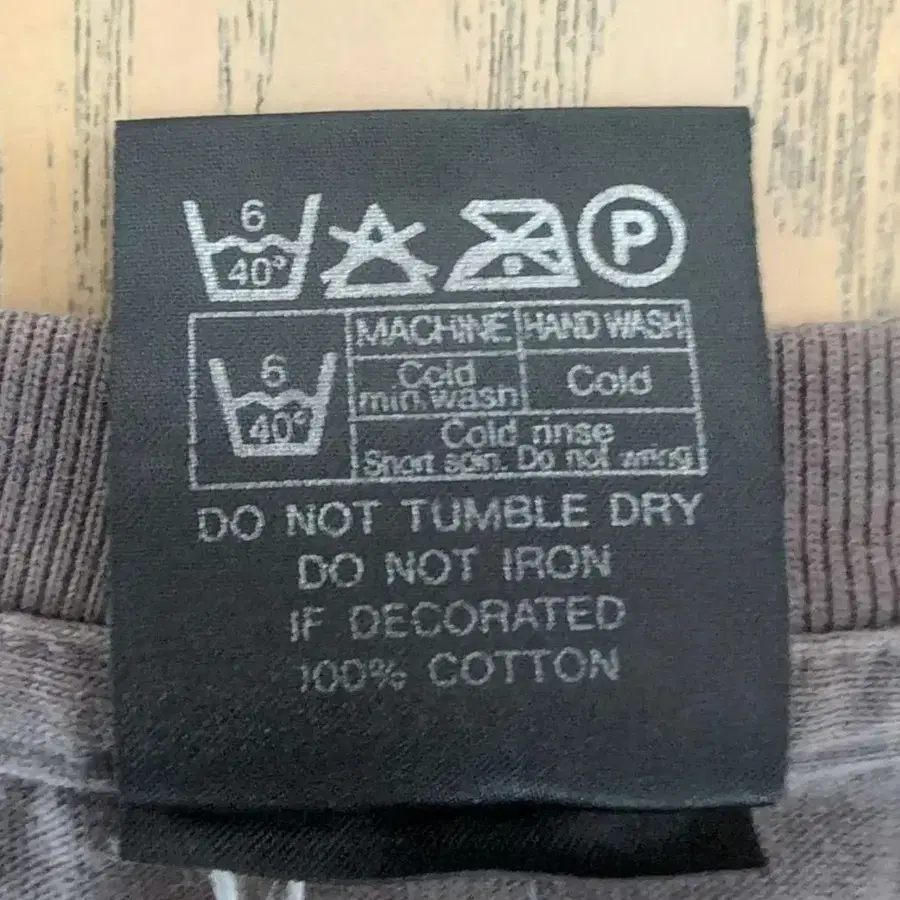 6
40°
P
MACHINE HAND WASH
6
40°
Cold
min. wash
Cold
Cold rinse
Short spin. Do not wring
DO NOT TUMBLE DRY
DO NOT IRON
IF DECORATED
100% COTTON